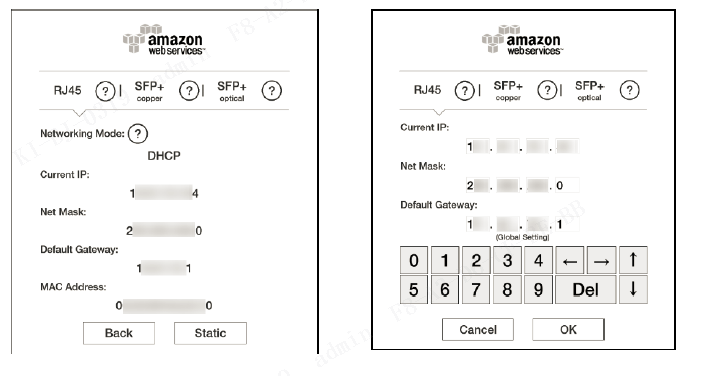 amazon
webservices™
RJ45 ? | SFP+ copper ? | SFP+ optical ?
Networking Mode: ?
DHCP
Current IP:
1 4
Net Mask:
2 0
Default Gateway:
1 1
MAC Address:
0 0
Back Static
amazon
webservices™
RJ45 ? | SFP+ copper ? | SFP+ optical ?
Current IP:
1 . . .
Net Mask:
2 . . . 0
Default Gateway:
1 . . . 1
(Global Setting)
0 1 2 3 4 ← → ↑
5 6 7 8 9 Del ↓
Cancel OK